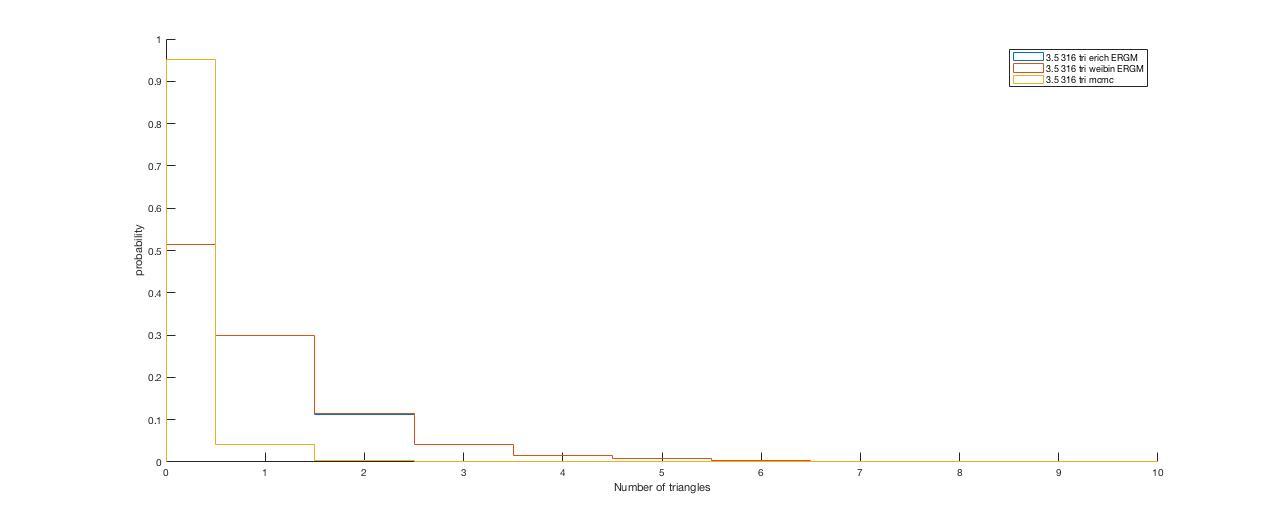 1
0.9
0.8
0.7
0.6
0.5
0.4
0.3
0.2
0.1
0
probability
0 1 2 3 4 5 6 7 8 9 10
Number of triangles
3.5 316 tri erich ERGM
3.5 316 tri weibin ERGM
3.5 316 tri mcmc